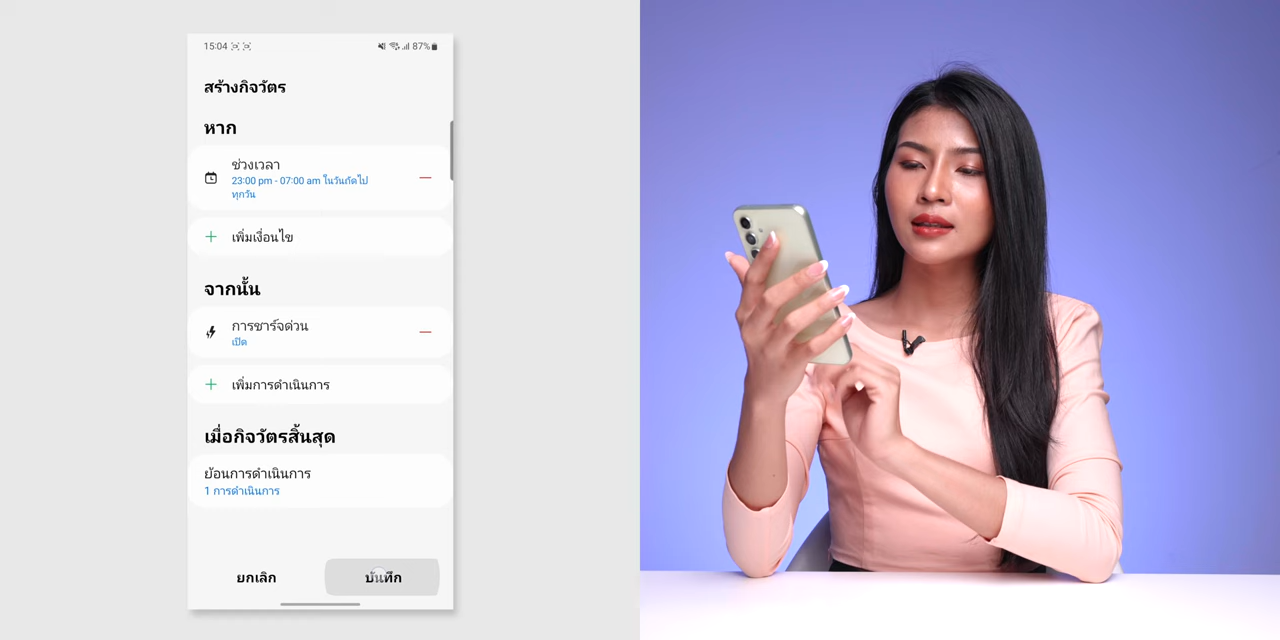 15:04 87%
สร้างกิจวัตร
หาก
ช่วงเวลา
23:00 pm - 07:00 am ในวันถัดไป
ทุกวัน
เพิ่มเงื่อนไข
จากนั้น
การชาร์จด่วน
เปิด
เพิ่มการดำเนินการ
เมื่อกิจวัตรสิ้นสุด
ย้อนการดำเนินการ
1 การดำเนินการ
ยกเลิก บันทึก